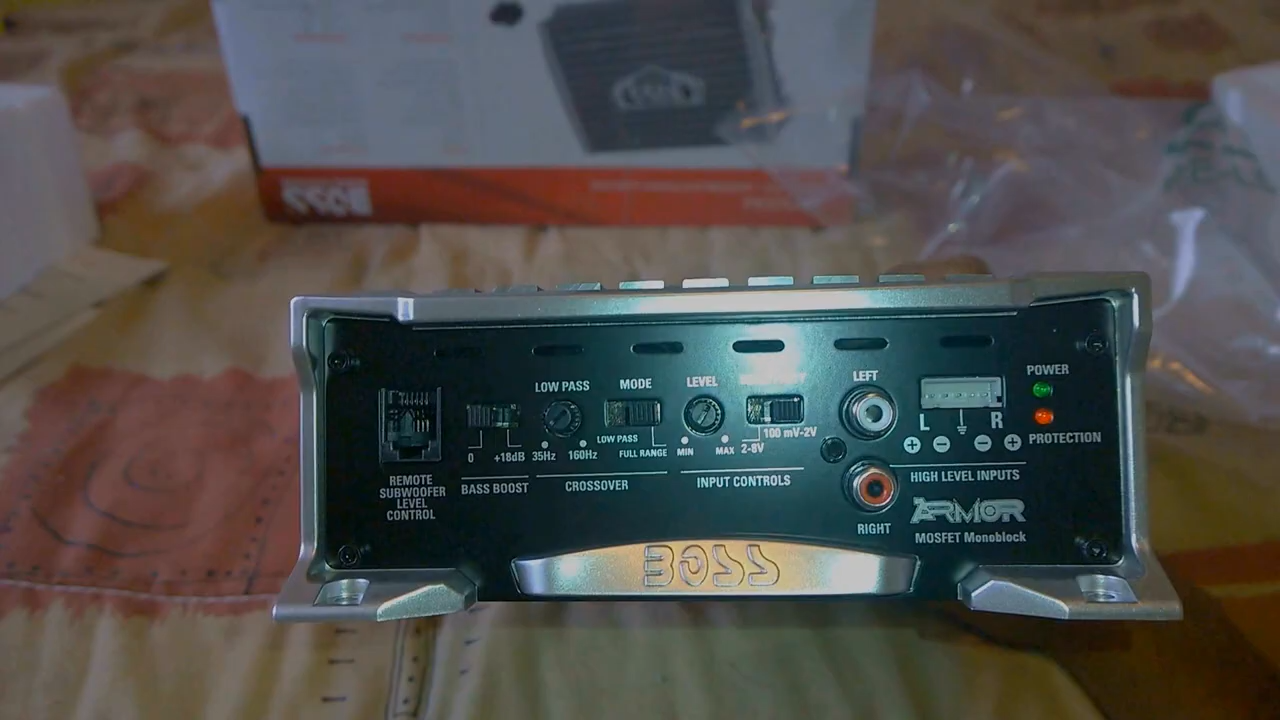 BOSS
LOW PASS
MODE
LEVEL
LEFT
POWER
L
R
PROTECTION
LOW PASS
FULL RANGE
MIN
MAX
2-8V
100 mV-2V
0
+18dB
35Hz
160Hz
REMOTE
SUBWOOFER
LEVEL
CONTROL
BASS BOOST
CROSSOVER
INPUT CONTROLS
HIGH LEVEL INPUTS
RIGHT
ARMOR
MOSFET Monoblock
BOSS